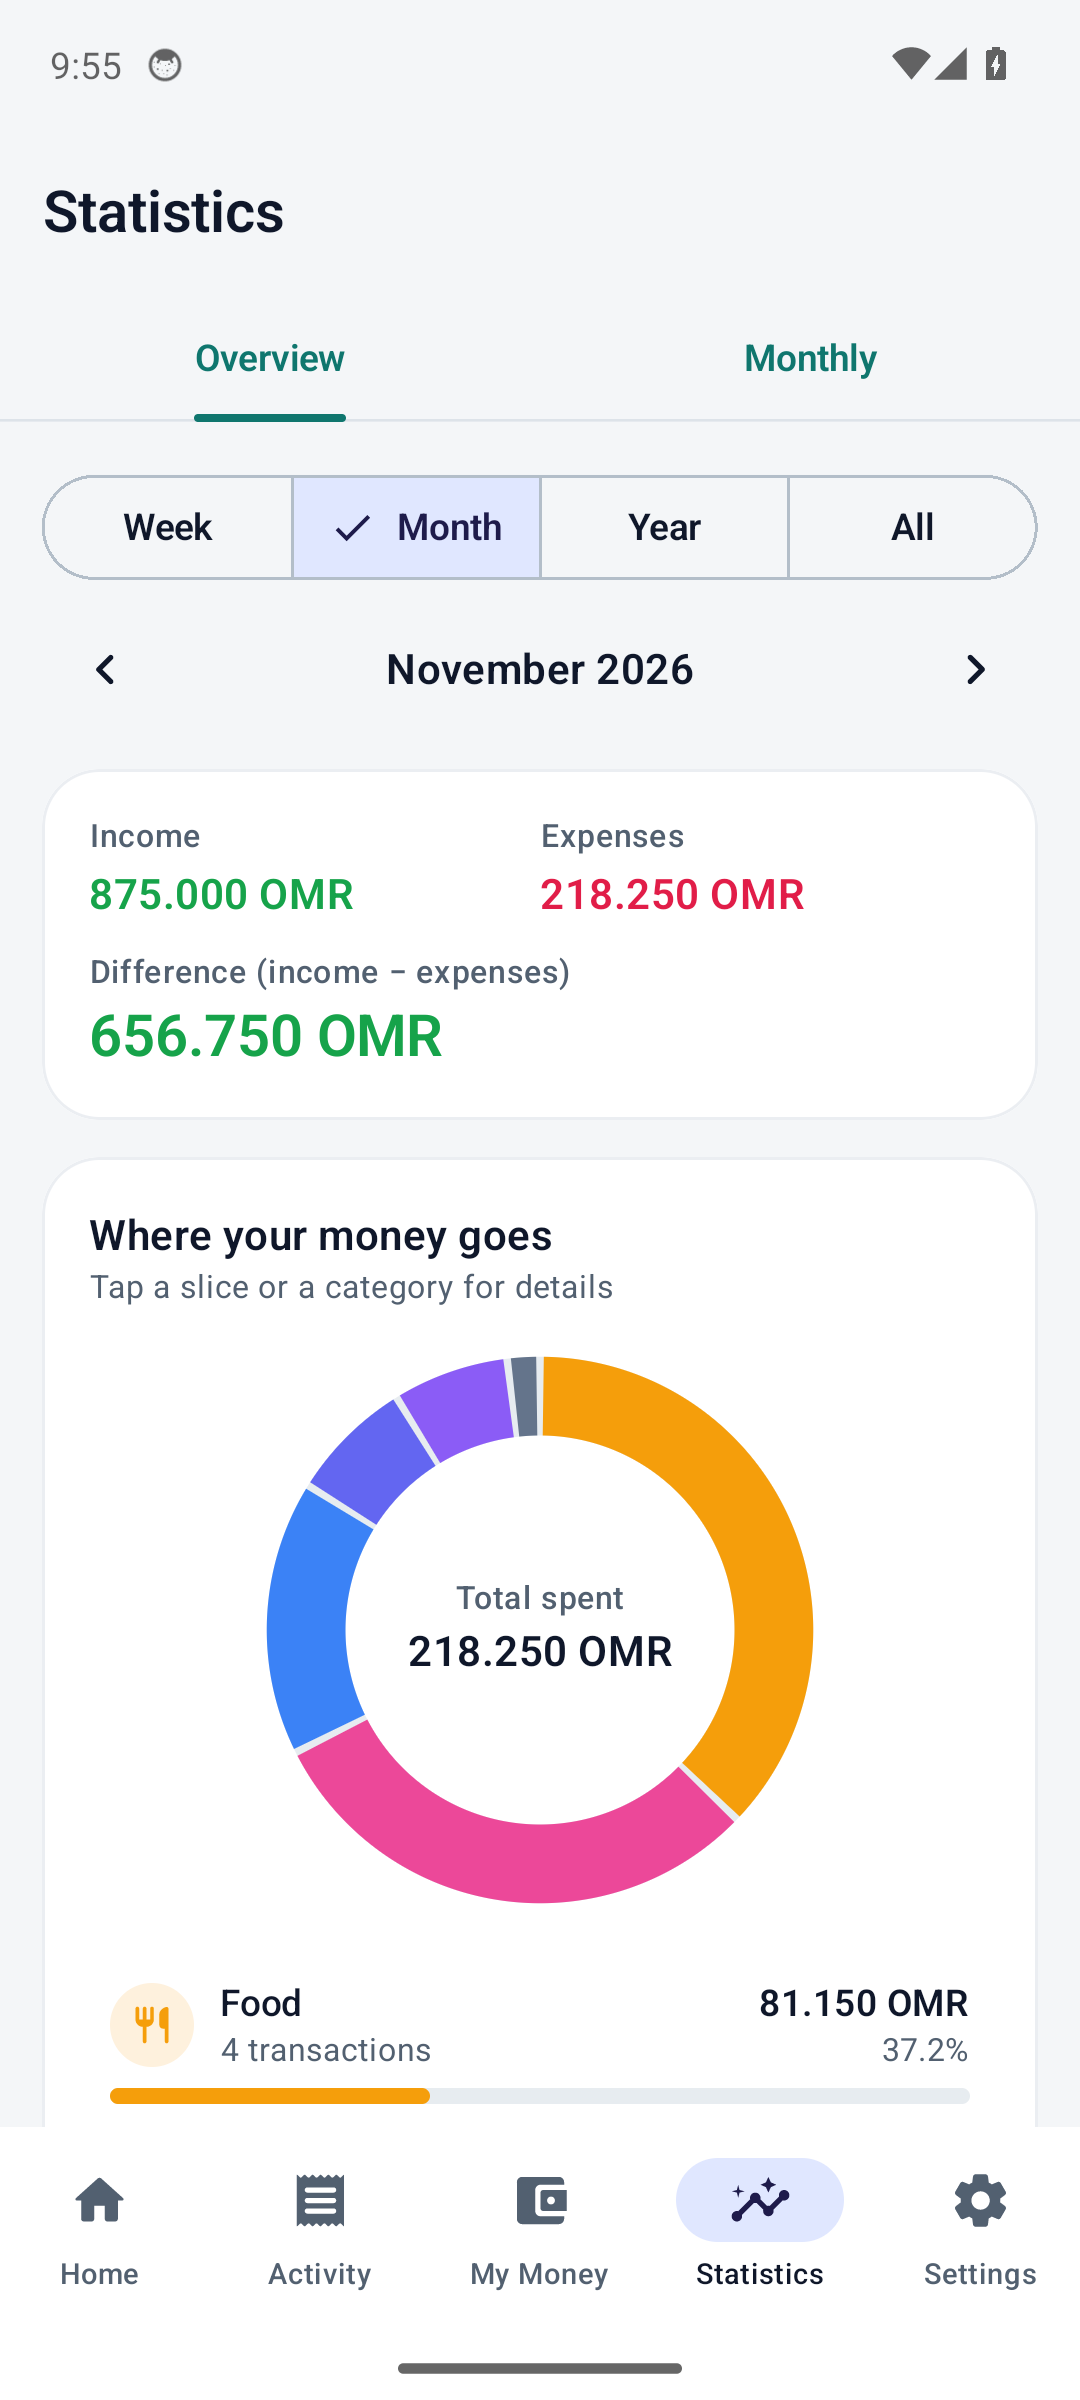 9:55
Statistics
Overview
Monthly
Week
Month
Year
All
November 2026
Income
Expenses
875.000 OMR
218.250 OMR
Difference (income − expenses)
656.750 OMR
Where your money goes
Tap a slice or a category for details
Total spent
218.250 OMR
Food
81.150 OMR
4 transactions
37.2%
Home
Activity
My Money
Statistics
Settings